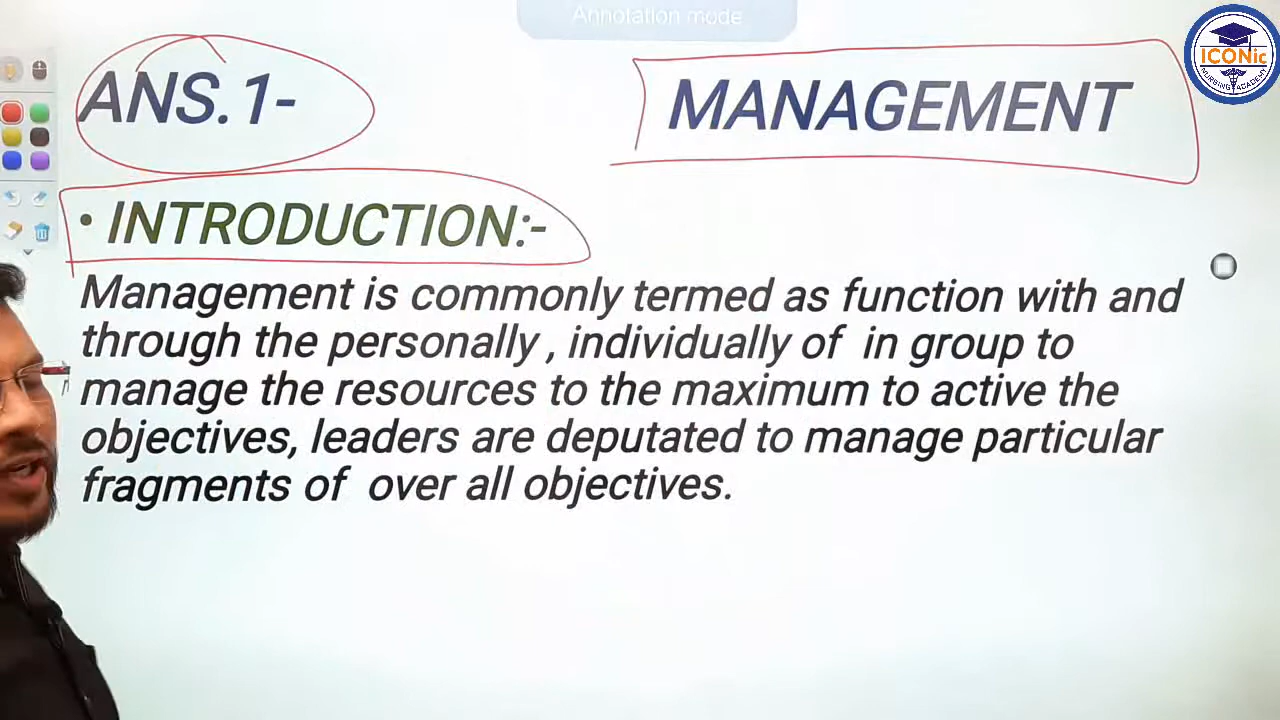 Annotation mode
ANS.1-
MANAGEMENT
ICONic
NURSING ACADEMY
• INTRODUCTION:-
Management is commonly termed as function with and
through the personally , individually of in group to
manage the resources to the maximum to active the
objectives, leaders are deputated to manage particular
fragments of over all objectives.